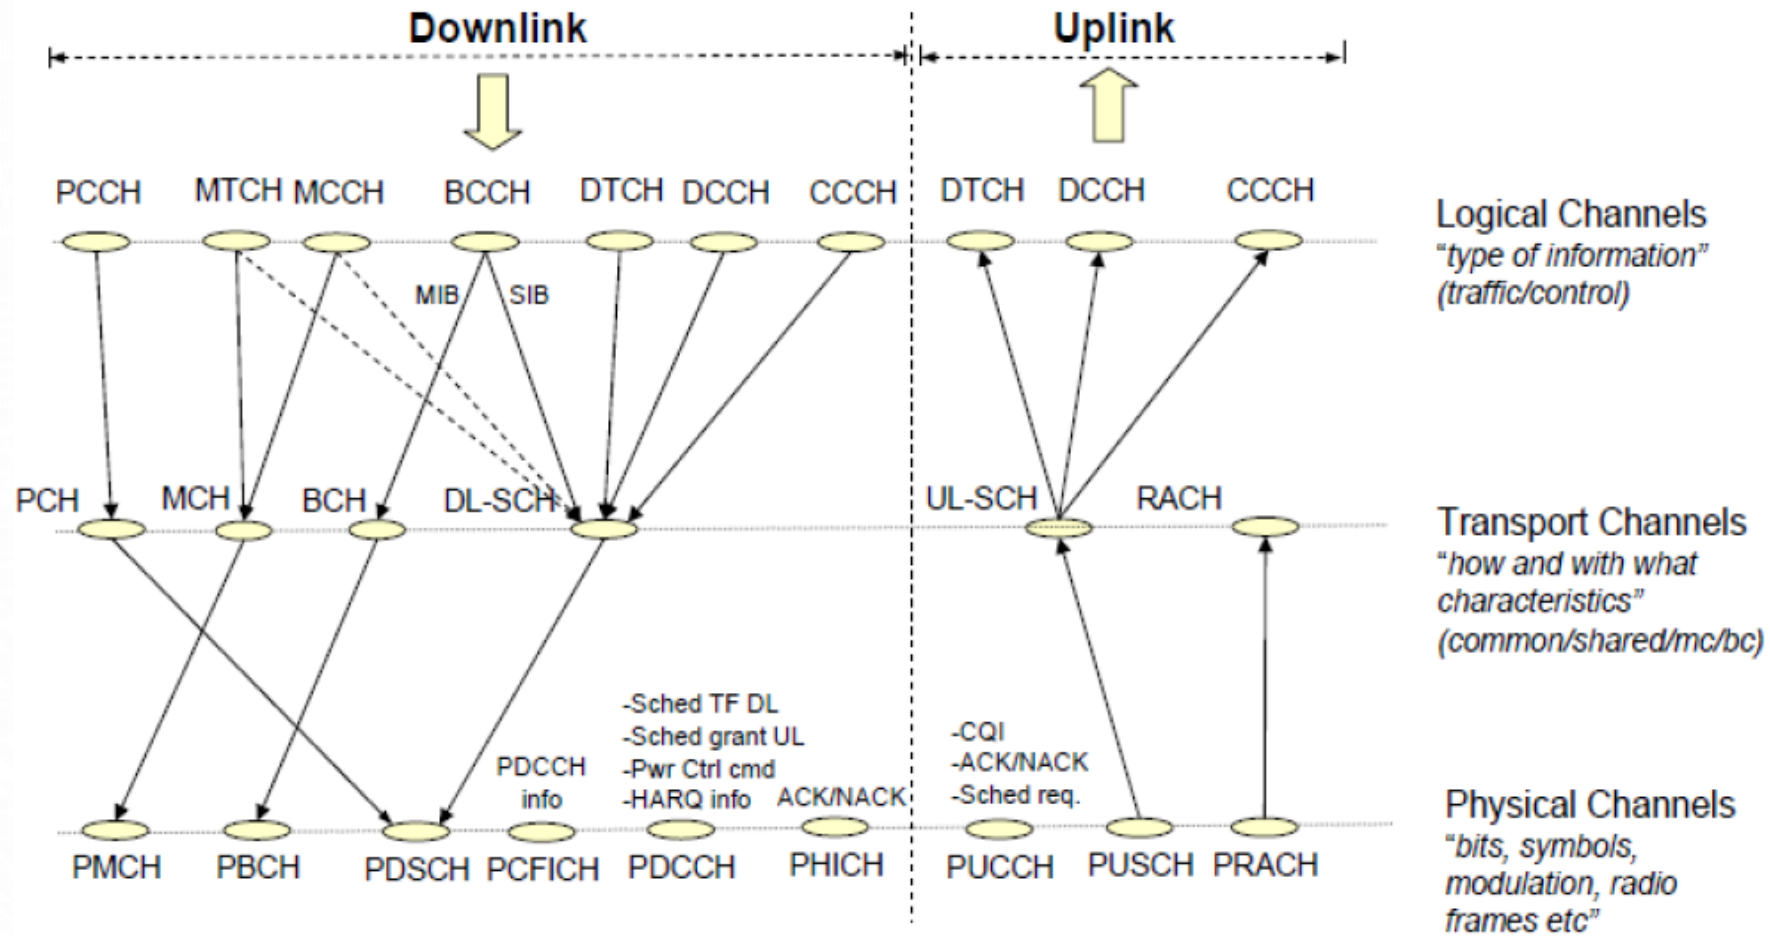 Downlink
Uplink
PCCH MTCH MCCH BCCH DTCH DCCH CCCH DTCH DCCH CCCH
Logical Channels
“type of information”
(traffic/control)
MIB SIB
PCH MCH BCH DL-SCH UL-SCH RACH
Transport Channels
“how and with what
characteristics”
(common/shared/mc/bc)
PDCCH
info
-Sched TF DL
-Sched grant UL
-Pwr Ctrl cmd
-HARQ info
ACK/NACK
-CQI
-ACK/NACK
-Sched req.
PMCH PBCH PDSCH PCFICH PDCCH PHICH PUCCH PUSCH PRACH
Physical Channels
“bits, symbols,
modulation, radio
frames etc”